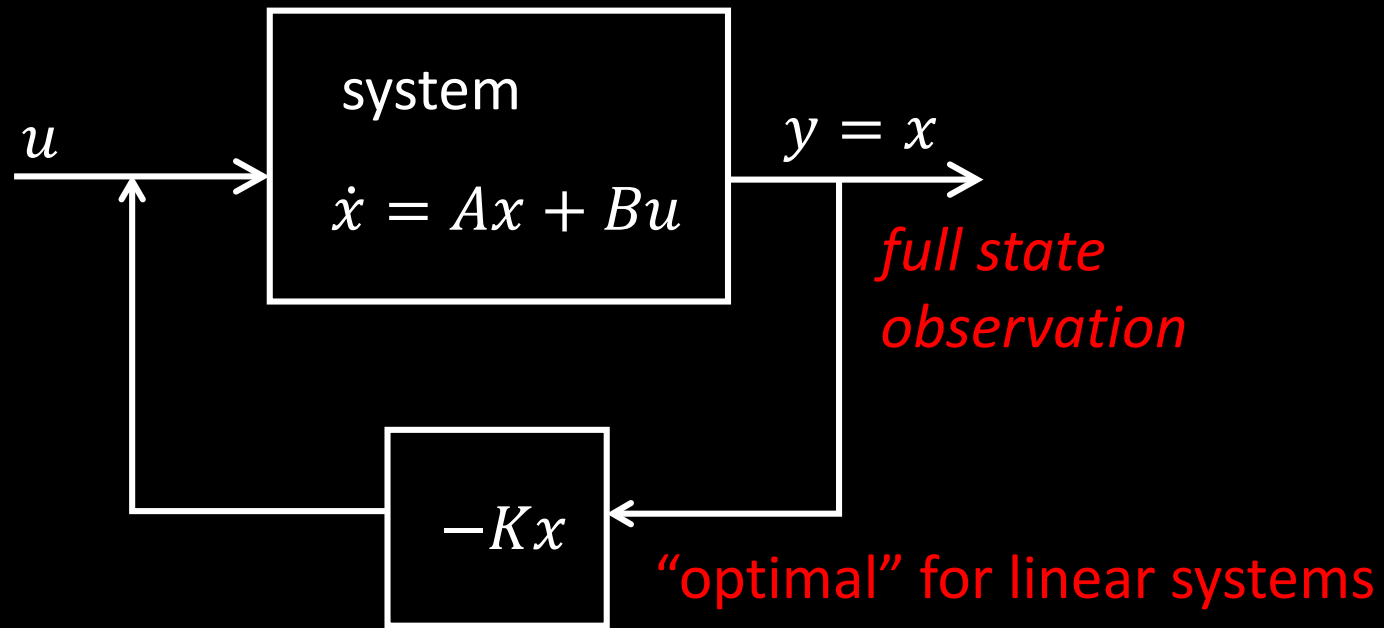 system
u
y = x
ẋ = Ax + Bu
full state
observation
−Kx
“optimal” for linear systems